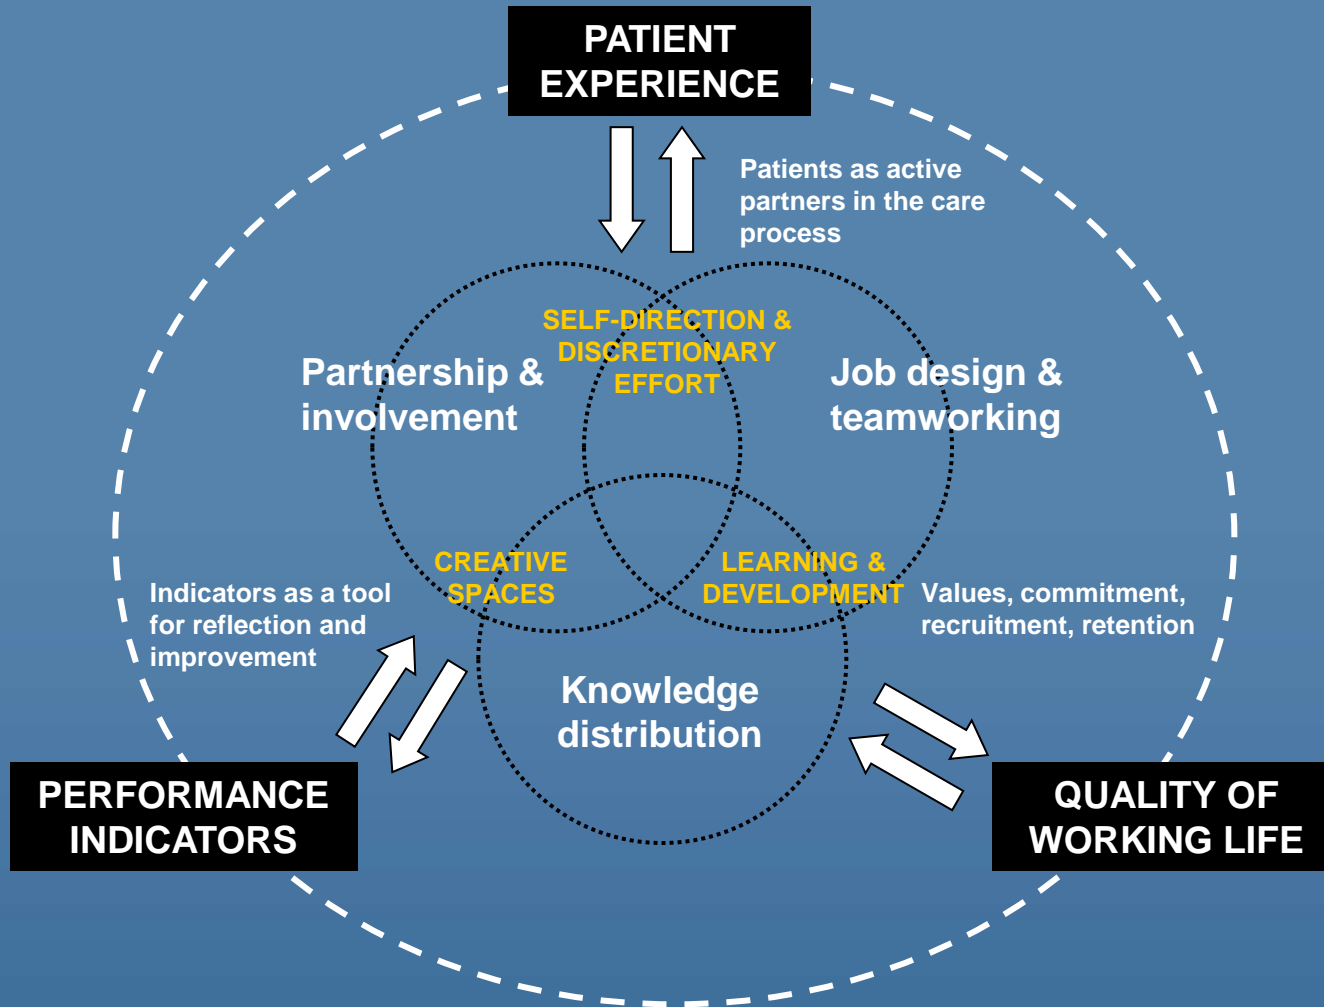 PATIENT
EXPERIENCE
Patients as active
partners in the care
process
SELF-DIRECTION &
DISCRETIONARY
EFFORT
Partnership &
involvement
Job design &
teamworking
CREATIVE
SPACES
LEARNING &
DEVELOPMENT
Indicators as a tool
for reflection and
improvement
Values, commitment,
recruitment, retention
Knowledge
distribution
PERFORMANCE
INDICATORS
QUALITY OF
WORKING LIFE